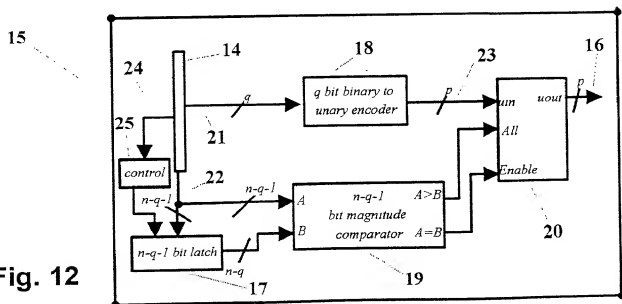 15
14
18
23
16
24
q bit binary to
unary encoder
q
p
uin
uout
p
21
All
25
control
22
n-q-1
n-q-1
A
n-q-1
bit magnitude
comparator
A>B
B
A=B
Enable
20
n-q-1 bit latch
n-q
17
19
Fig. 12